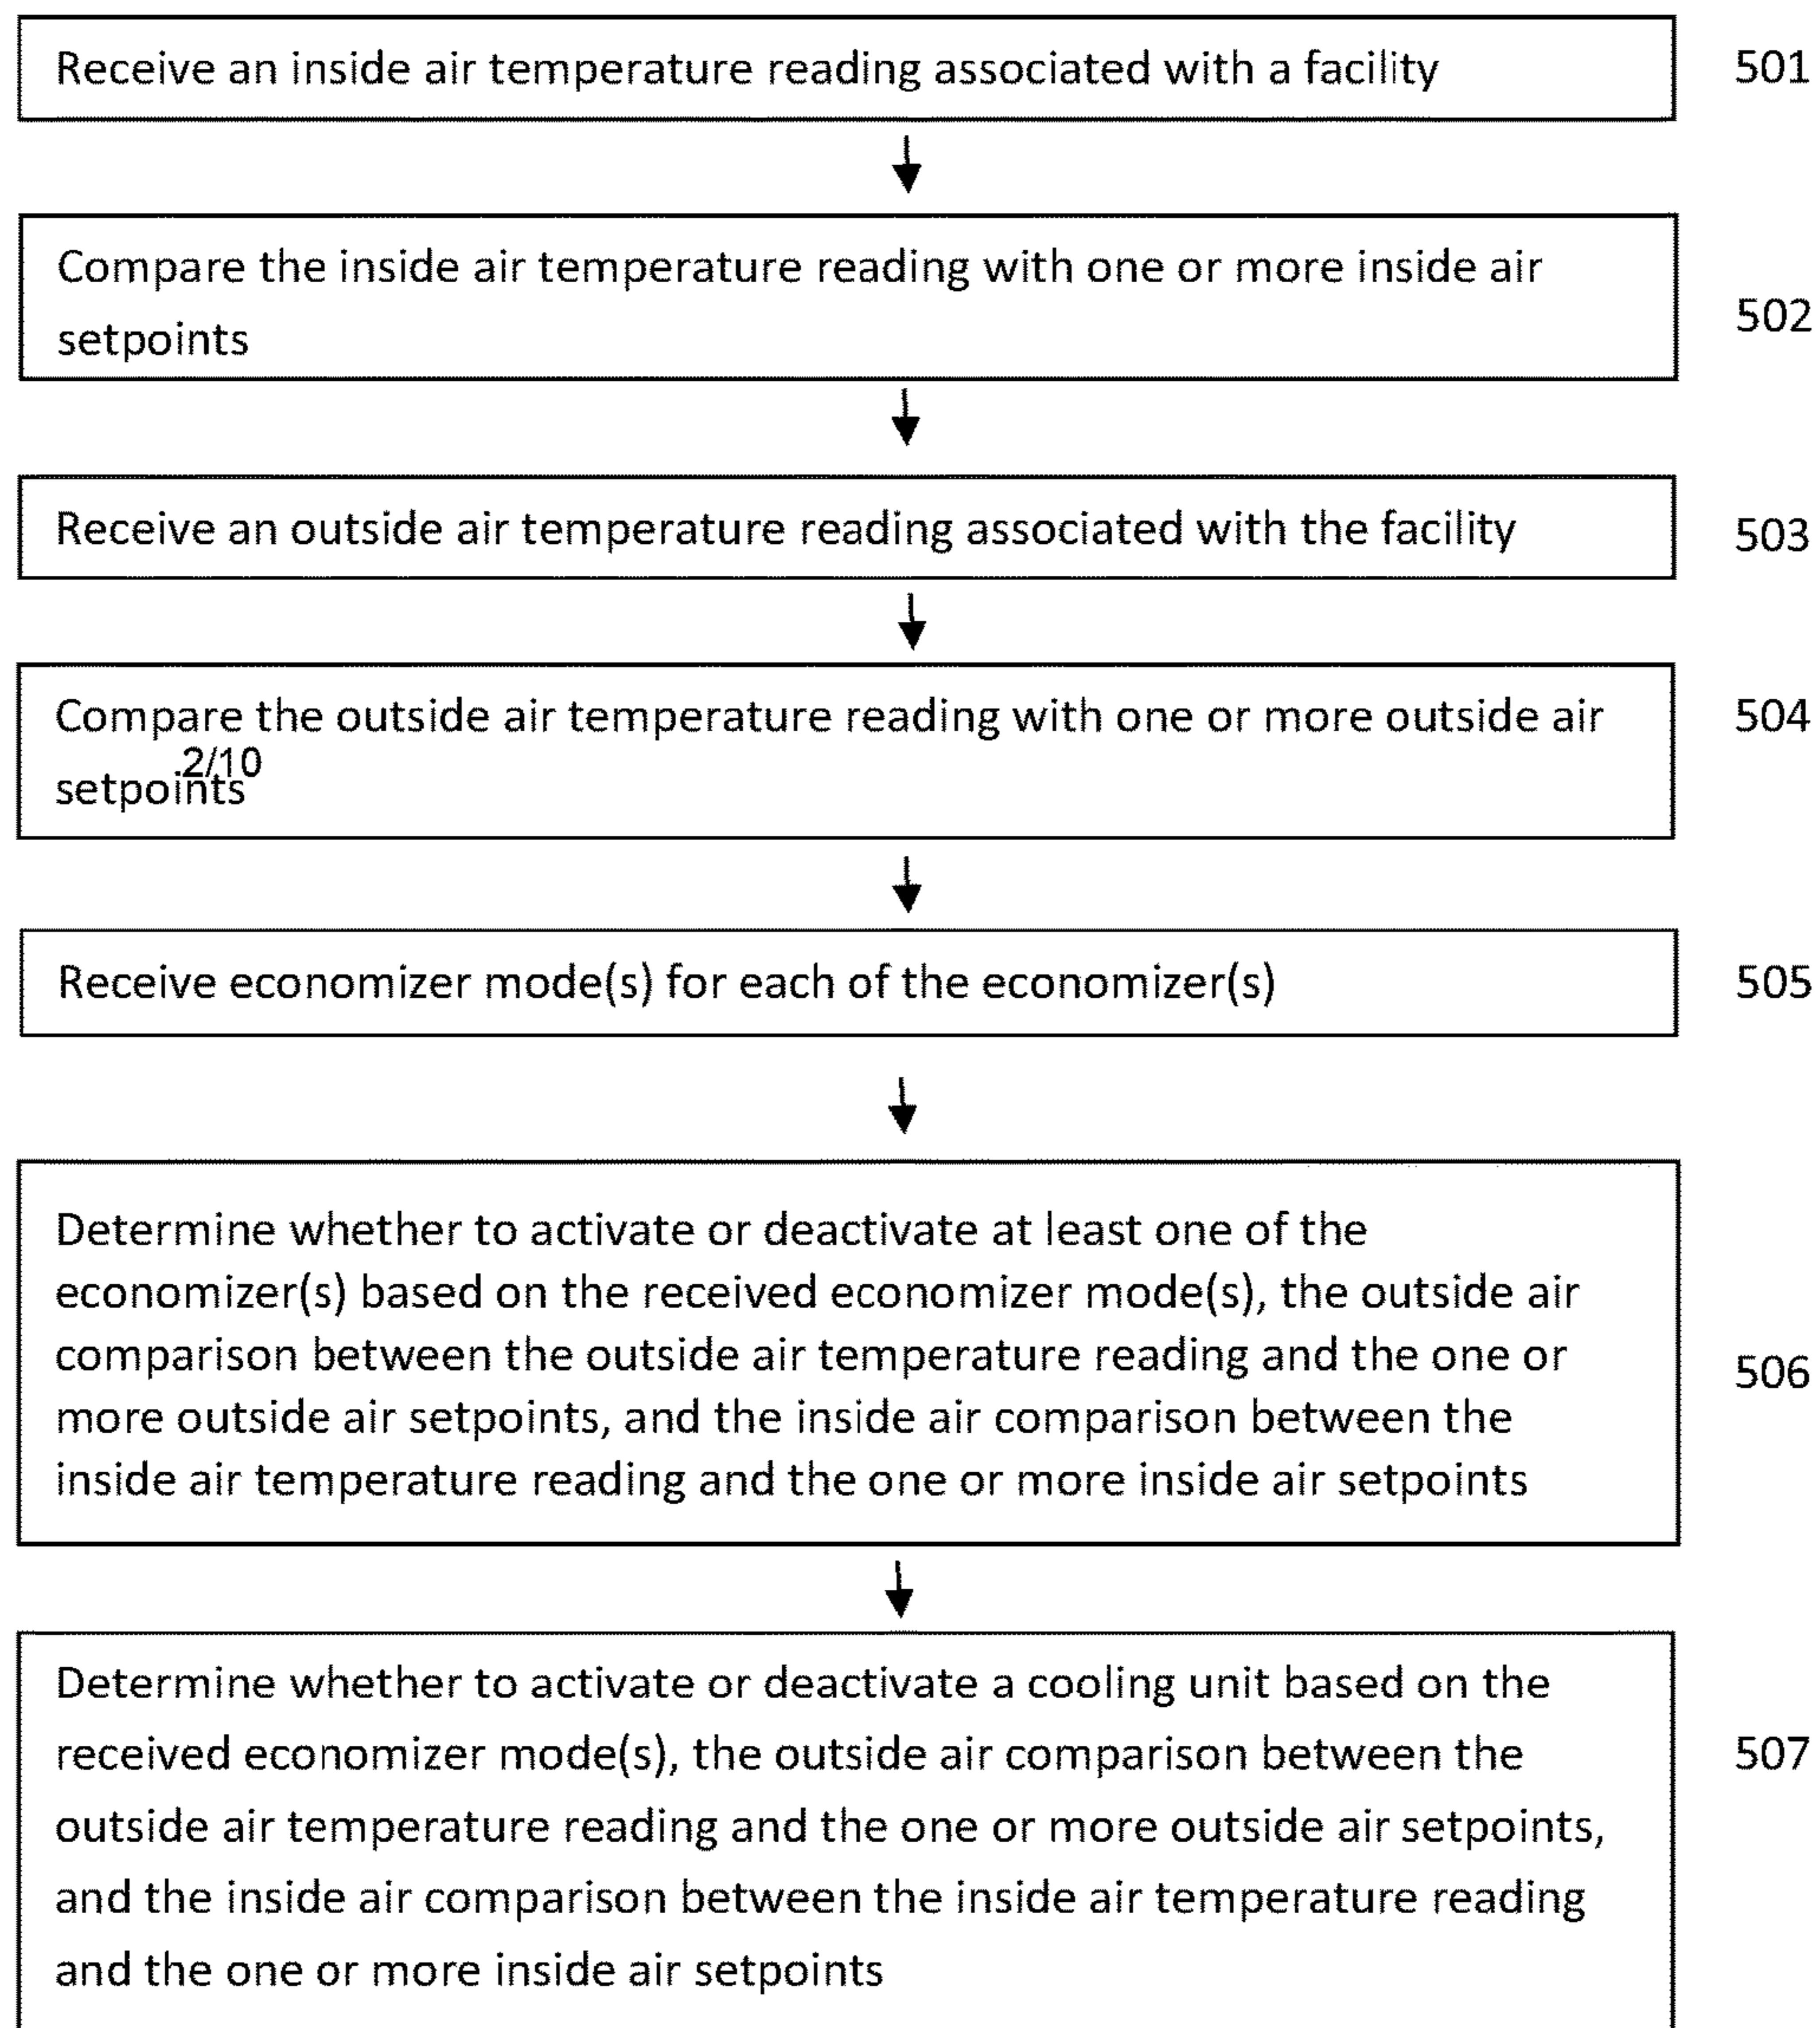 Receive an inside air temperature reading associated with a facility
501
Compare the inside air temperature reading with one or more inside air
setpoints
502
Receive an outside air temperature reading associated with the facility
503
Compare the outside air temperature reading with one or more outside air
504
2/10
setpoints
Receive economizer mode(s) for each of the economizer(s)
505
Determine whether to activate or deactivate at least one of the
economizer(s) based on the received economizer mode(s), the outside air
comparison between the outside air temperature reading and the one or
more outside air setpoints, and the inside air comparison between the
inside air temperature reading and the one or more inside air setpoints
506
Determine whether to activate or deactivate a cooling unit based on the
received economizer mode(s), the outside air comparison between the
outside air temperature reading and the one or more outside air setpoints,
and the inside air comparison between the inside air temperature reading
and the one or more inside air setpoints
507